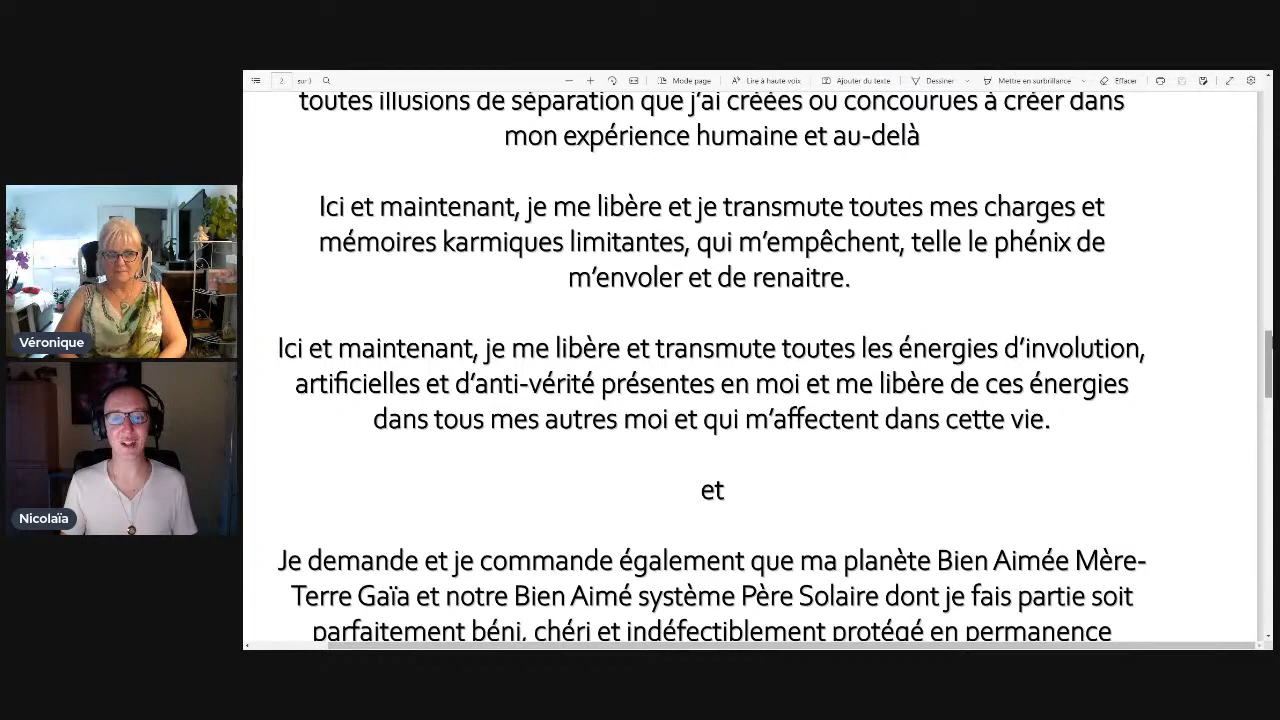 2 sur 3
Mode page
Lire à haute voix
Ajouter du texte
Dessiner
Mettre en surbrillance
Effacer
toutes illusions de séparation que j'ai créées ou concourues à créer dans
mon expérience humaine et au-delà
Ici et maintenant, je me libère et je transmute toutes mes charges et
mémoires karmiques limitantes, qui m'empêchent, telle le phénix de
m'envoler et de renaitre.
Ici et maintenant, je me libère et transmute toutes les énergies d'involution,
artificielles et d'anti-vérité présentes en moi et me libère de ces énergies
dans tous mes autres moi et qui m'affectent dans cette vie.
et
Je demande et je commande également que ma planète Bien Aimée Mère-
Terre Gaïa et notre Bien Aimé système Père Solaire dont je fais partie soit
parfaitement béni, chéri et indéfectiblement protégé en permanence
Véronique
Nicolaïa